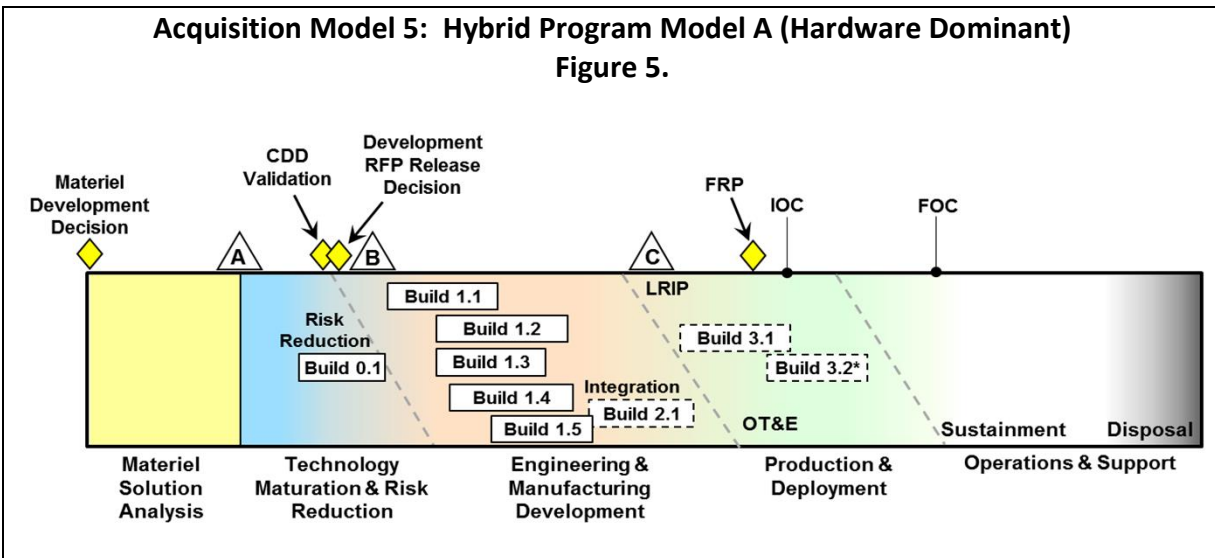 Acquisition Model 5: Hybrid Program Model A (Hardware Dominant)
Figure 5.
Materiel
Development
Decision
CDD
Validation
Development
RFP Release
Decision
FRP
IOC
FOC
A
B
C
LRIP
Build 1.1
Risk
Reduction
Build 0.1
Build 1.2
Build 1.3
Build 1.4
Build 1.5
Integration
Build 2.1
Build 3.1
Build 3.2*
OT&E
Sustainment
Disposal
Materiel
Solution
Analysis
Technology
Maturation & Risk
Reduction
Engineering &
Manufacturing
Development
Production &
Deployment
Operations & Support